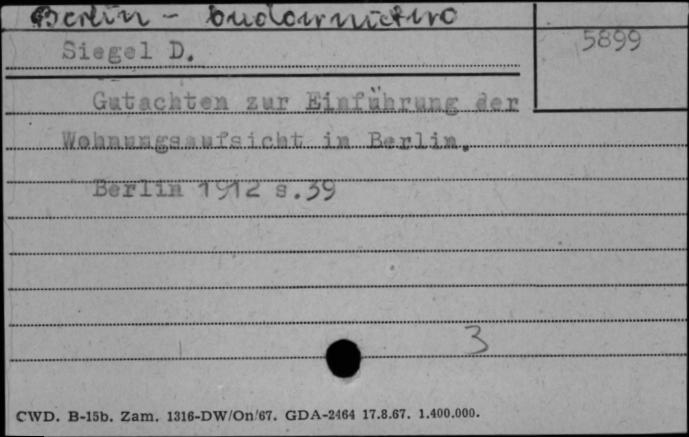 Berlin - budownictwo
Siegel D.
5899
Gutachten zur Einführung der
Wohnungsaufsicht in Berlin.
Berlin 1912 s.39
3
CWD. B-15b. Zam. 1316-DW/On/67. GDA-2464 17.8.67. 1.400.000.